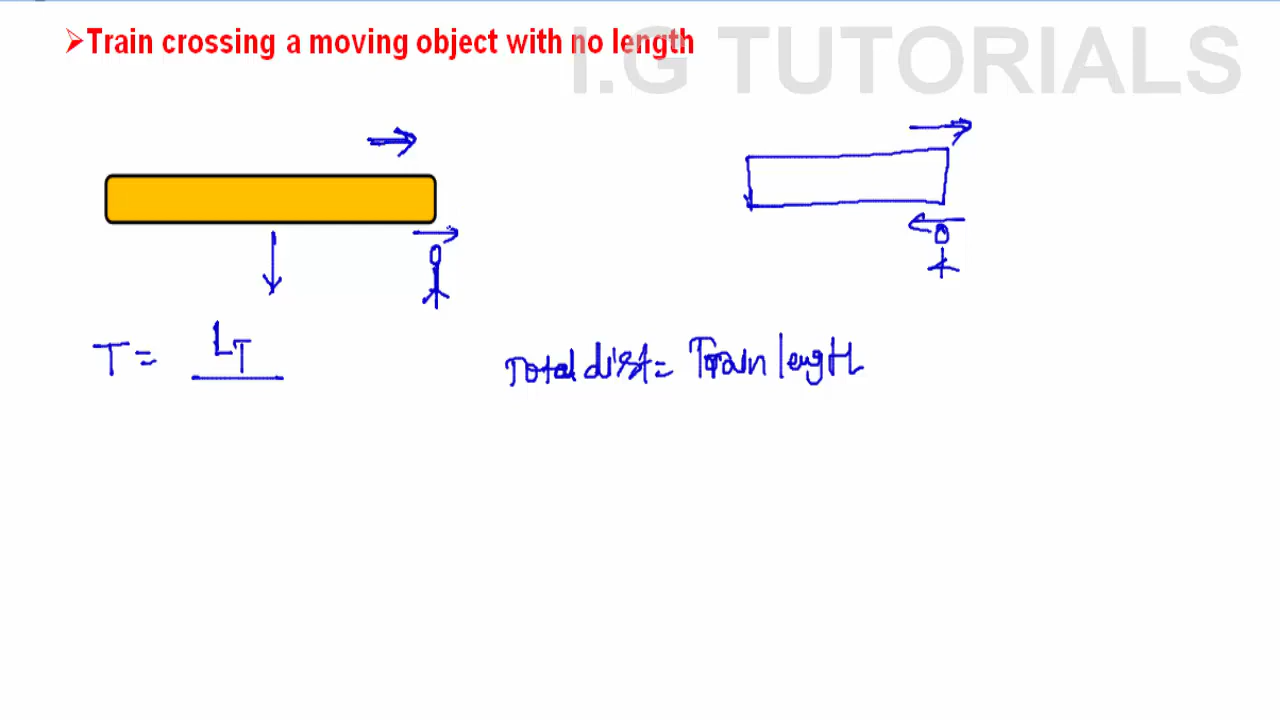 Train crossing a moving object with no length
I.G TUTORIALS
T = L_T
Total dist = Train length